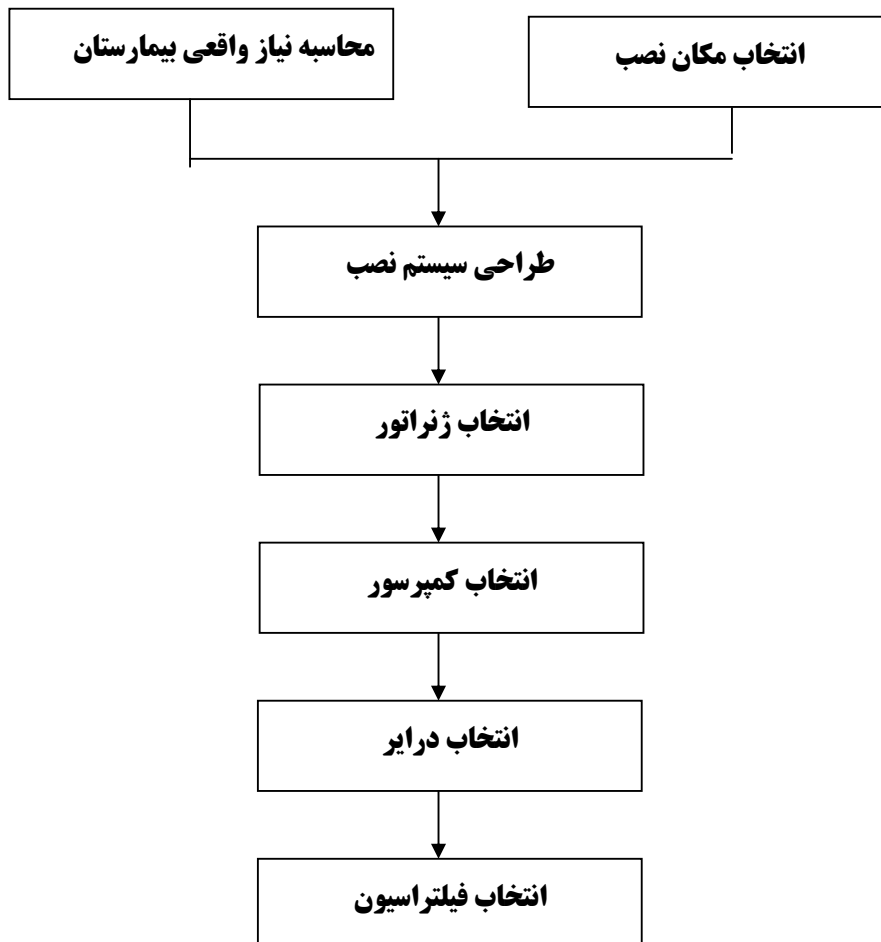 انتخاب مکان نصب
محاسبه نیاز واقعی بیمارستان
طراحی سیستم نصب
انتخاب ژنراتور
انتخاب کمپرسور
انتخاب درایر
انتخاب فیلتراسیون